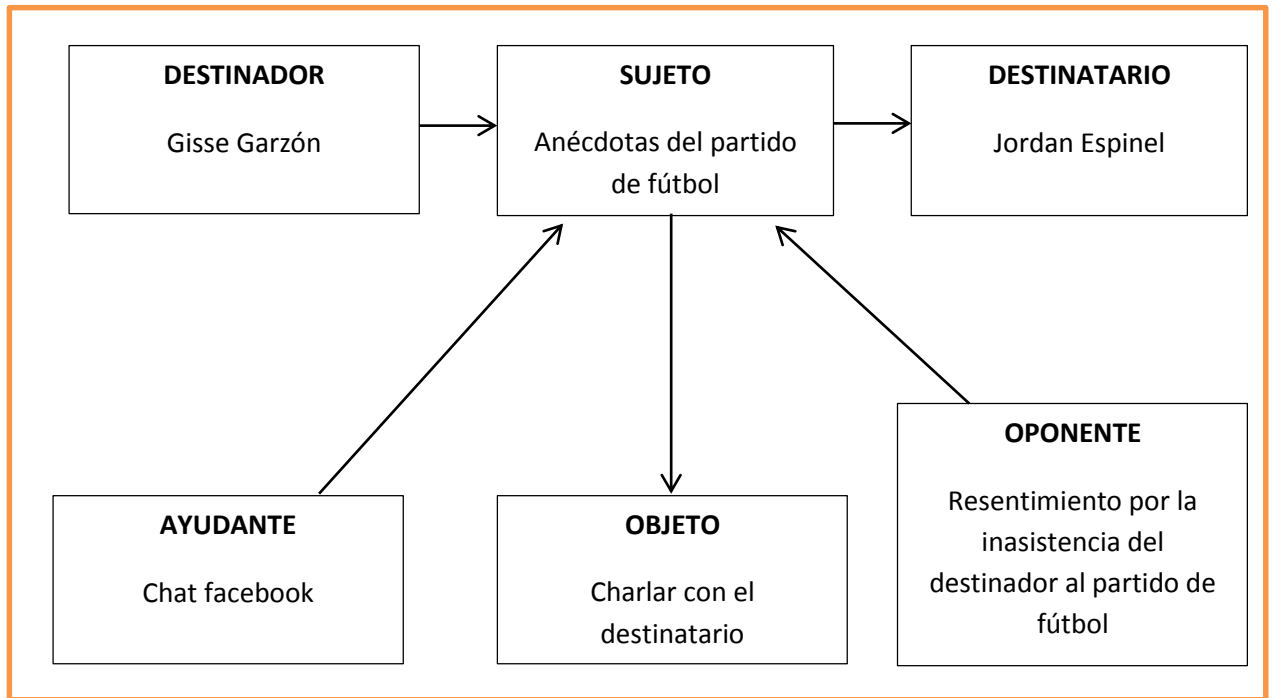 DESTINADOR
Gisse Garzón
SUJETO
Anécdotas del partido
de fútbol
DESTINATARIO
Jordan Espinel
AYUDANTE
Chat facebook
OBJETO
Charlar con el
destinatario
OPONENTE
Resentimiento por la
inasistencia del
destinador al partido de
fútbol